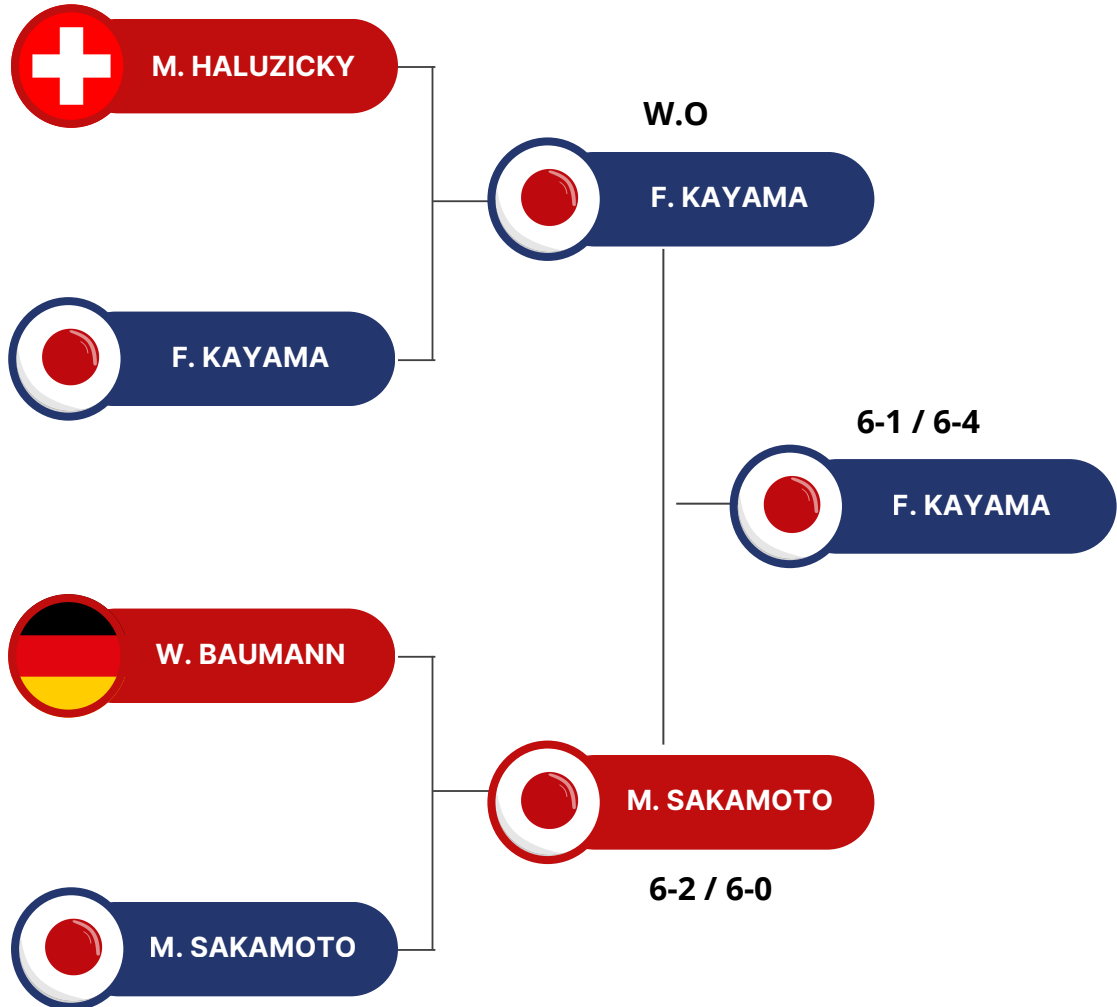 M. HALUZICKY
W.O
F. KAYAMA
F. KAYAMA
6-1 / 6-4
F. KAYAMA
W. BAUMANN
M. SAKAMOTO
6-2 / 6-0
M. SAKAMOTO